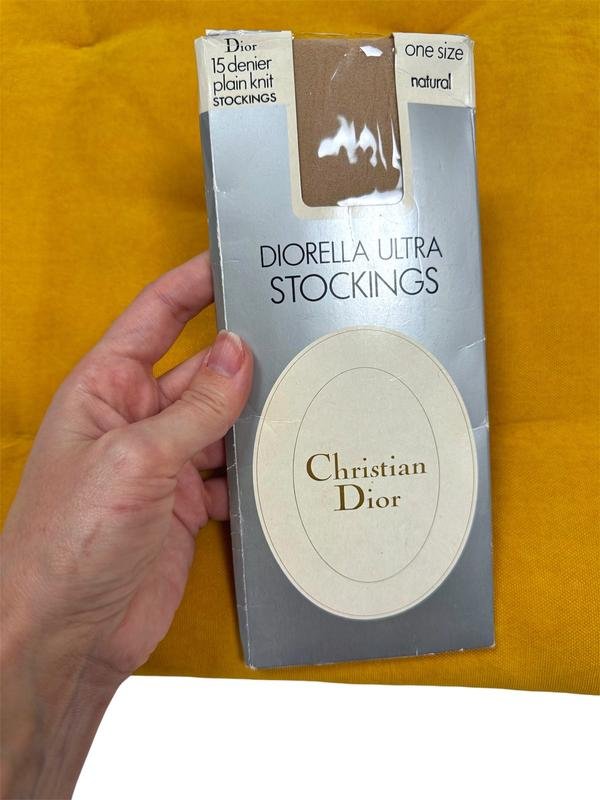 Dior
15 denier
plain knit
STOCKINGS
one size
natural
DIORELLA ULTRA
STOCKINGS
Christian
Dior